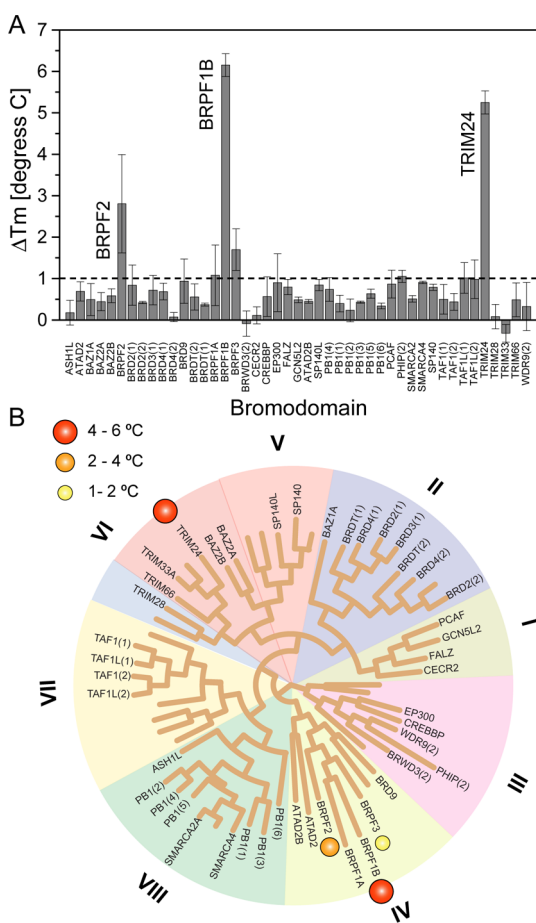 A
ΔTm [degress C]
7
6
5
4
3
2
1
0
BRPF2
BRPF1B
TRIM24
ASH1L
ATAD2
BAZ1A
BAZ2A
BAZ2B
BRPF2
BRD2(1)
BRD2(2)
BRD3(1)
BRD4(1)
BRD4(2)
BRD9
BRDT(2)
BRDT(1)
BRPF1A
BRPF1B
BRPF3
BRWD3(2)
CECR2
CREBBP
EP300
FALZ
GCN5L2
ATAD2B
SP140L
PB1(4)
PB1(1)
PB1(2)
PB1(3)
PB1(5)
PB1(6)
PCAF
PHIP(2)
SMARCA2
SMARCA4
SP140
TAF1(1)
TAF1(2)
TAF1L(1)
TAF1L(2)
TRIM24
TRIM28
TRIM33
TRIM66
WDR9(2)
Bromodomain
B
4 - 6 ºC
2 - 4 ºC
1- 2 ºC
V
II
I
III
IV
VIII
VII
VI
SP140L
SP140
BAZ1A
BRDT(1)
BRD4(1)
BRD2(1)
BRD3(1)
BRDT(2)
BRD4(2)
BRD2(2)
PCAF
GCN5L2
FALZ
CECR2
EP300
CREBBP
WDR9(2)
PHIP(2)
BRWD3(2)
BRD9
BRPF3
BRPF1B
BRPF1A
BRPF2
ATAD2
ATAD2B
PB1(6)
PB1(3)
PB1(1)
SMARCA4
SMARCA2A
PB1(5)
PB1(4)
PB1(2)
ASH1L
TAF1L(2)
TAF1(2)
TAF1L(1)
TAF1(1)
TRIM28
TRIM66
TRIM33A
TRIM24
BAZ2B
BAZ2A